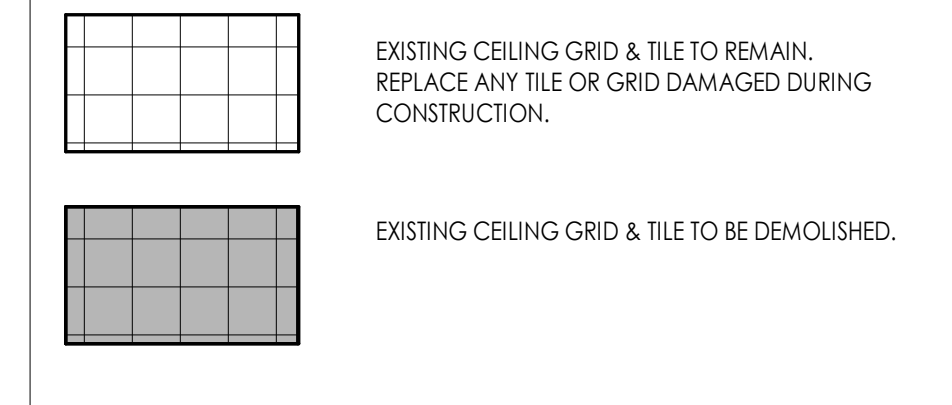 EXISTING CEILING GRID & TILE TO REMAIN.
REPLACE ANY TILE OR GRID DAMAGED DURING
CONSTRUCTION.
EXISTING CEILING GRID & TILE TO BE DEMOLISHED.